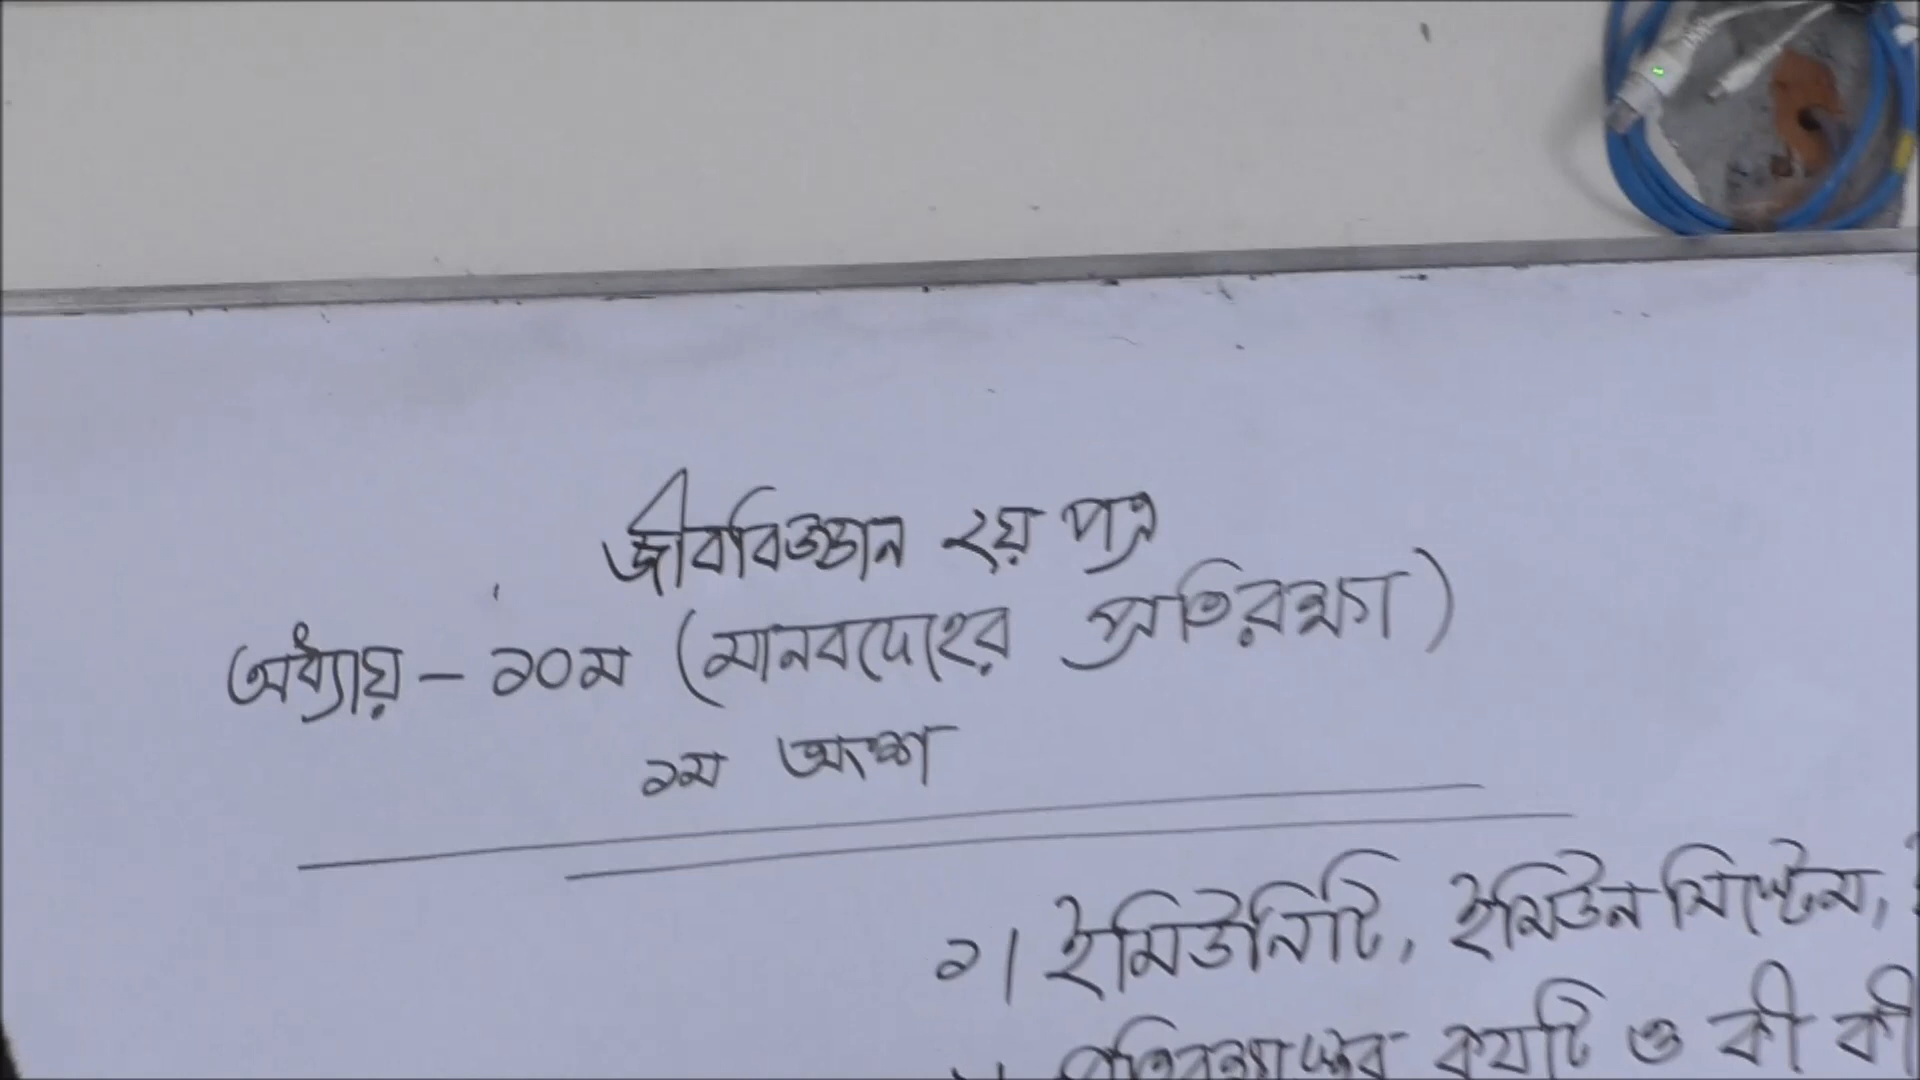 জীববিজ্ঞান ২য় পত্র
অধ্যায় - ১০ম (মানবদেহের প্রতিরক্ষা)
১ম অংশ
১। ইমিউনিটি, ইমিউন সিস্টেম,
কয়টি ও কী কী